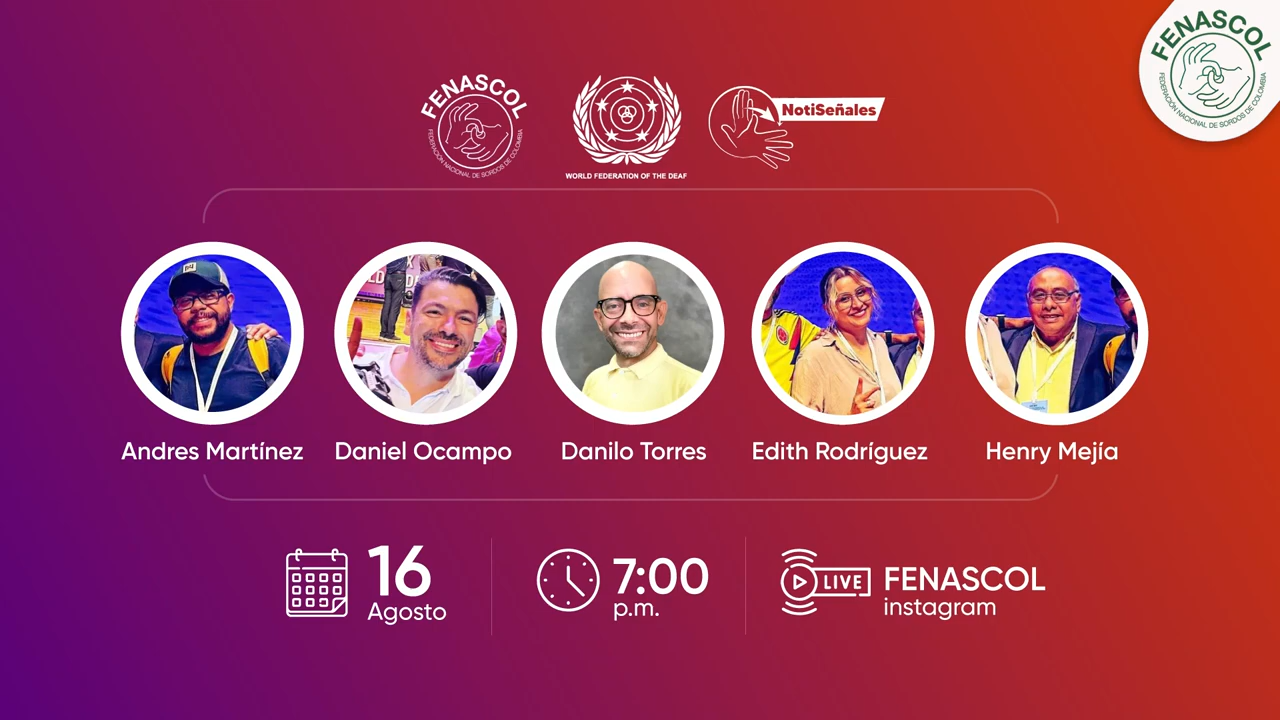 FENASCOL
FEDERACIÓN NACIONAL DE SORDOS DE COLOMBIA
FENASCOL
FEDERACIÓN NACIONAL DE SORDOS DE COLOMBIA
WORLD FEDERATION OF THE DEAF
NotiSeñales
Andres Martínez
Daniel Ocampo
Danilo Torres
Edith Rodríguez
Henry Mejía
16
Agosto
7:00
p.m.
LIVE
FENASCOL
instagram